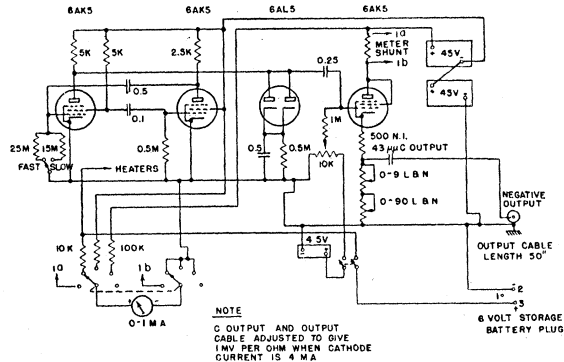 6AK5 6AK5 6AL5 6AK5
1a
METER
SHUNT
1b
45V
45V
5K 5K 2.5K
0.25
0.5
0.1
1M
500 N.I.
43 μμC OUTPUT
25M 15M
FAST SLOW
0.5M
HEATERS
0.5 0.5M
10K
0-9 L B N
0-90 L B N
NEGATIVE
OUTPUT
OUTPUT CABLE
LENGTH 50"
4.5V
10K 100K
1a 1b
0-1 M A
2
1
3
6 VOLT STORAGE
BATTERY PLUG
NOTE
C OUTPUT AND OUTPUT
CABLE ADJUSTED TO GIVE
1 MV PER OHM WHEN CATHODE
CURRENT IS 4 MA